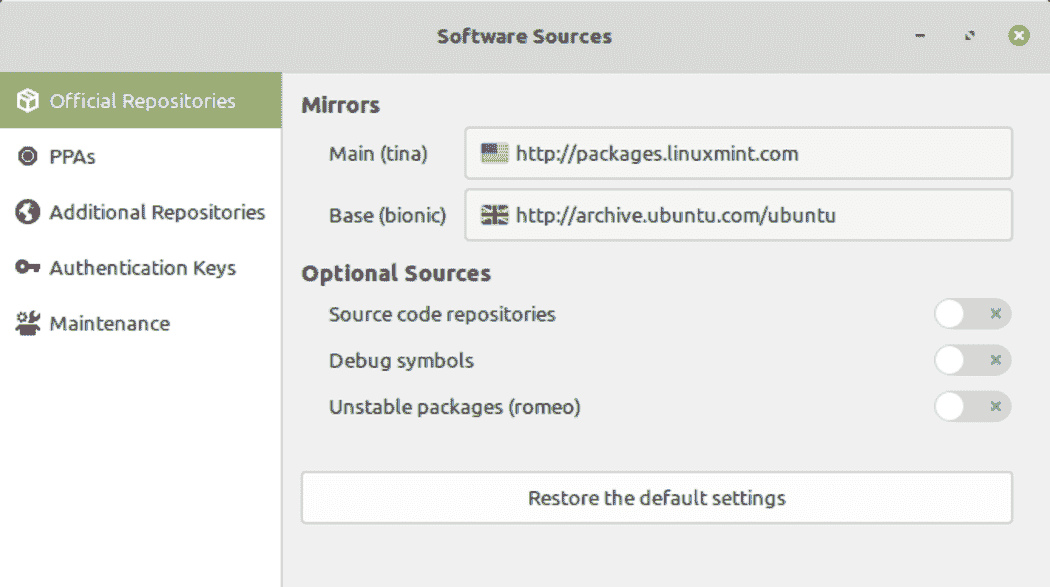 Software Sources
Official Repositories
PPAs
Additional Repositories
Authentication Keys
Maintenance
Mirrors
Main (tina) http://packages.linuxmint.com
Base (bionic) http://archive.ubuntu.com/ubuntu
Optional Sources
Source code repositories
Debug symbols
Unstable packages (romeo)
Restore the default settings